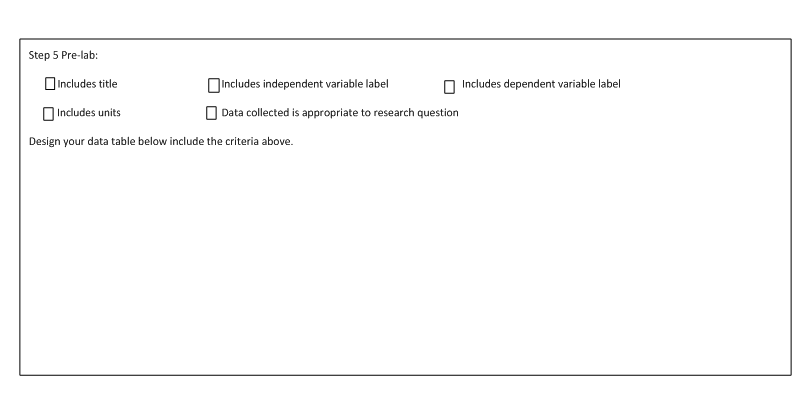 Step 5 Pre-lab:
Includes title Includes independent variable label Includes dependent variable label
Includes units Data collected is appropriate to research question
Design your data table below include the criteria above.